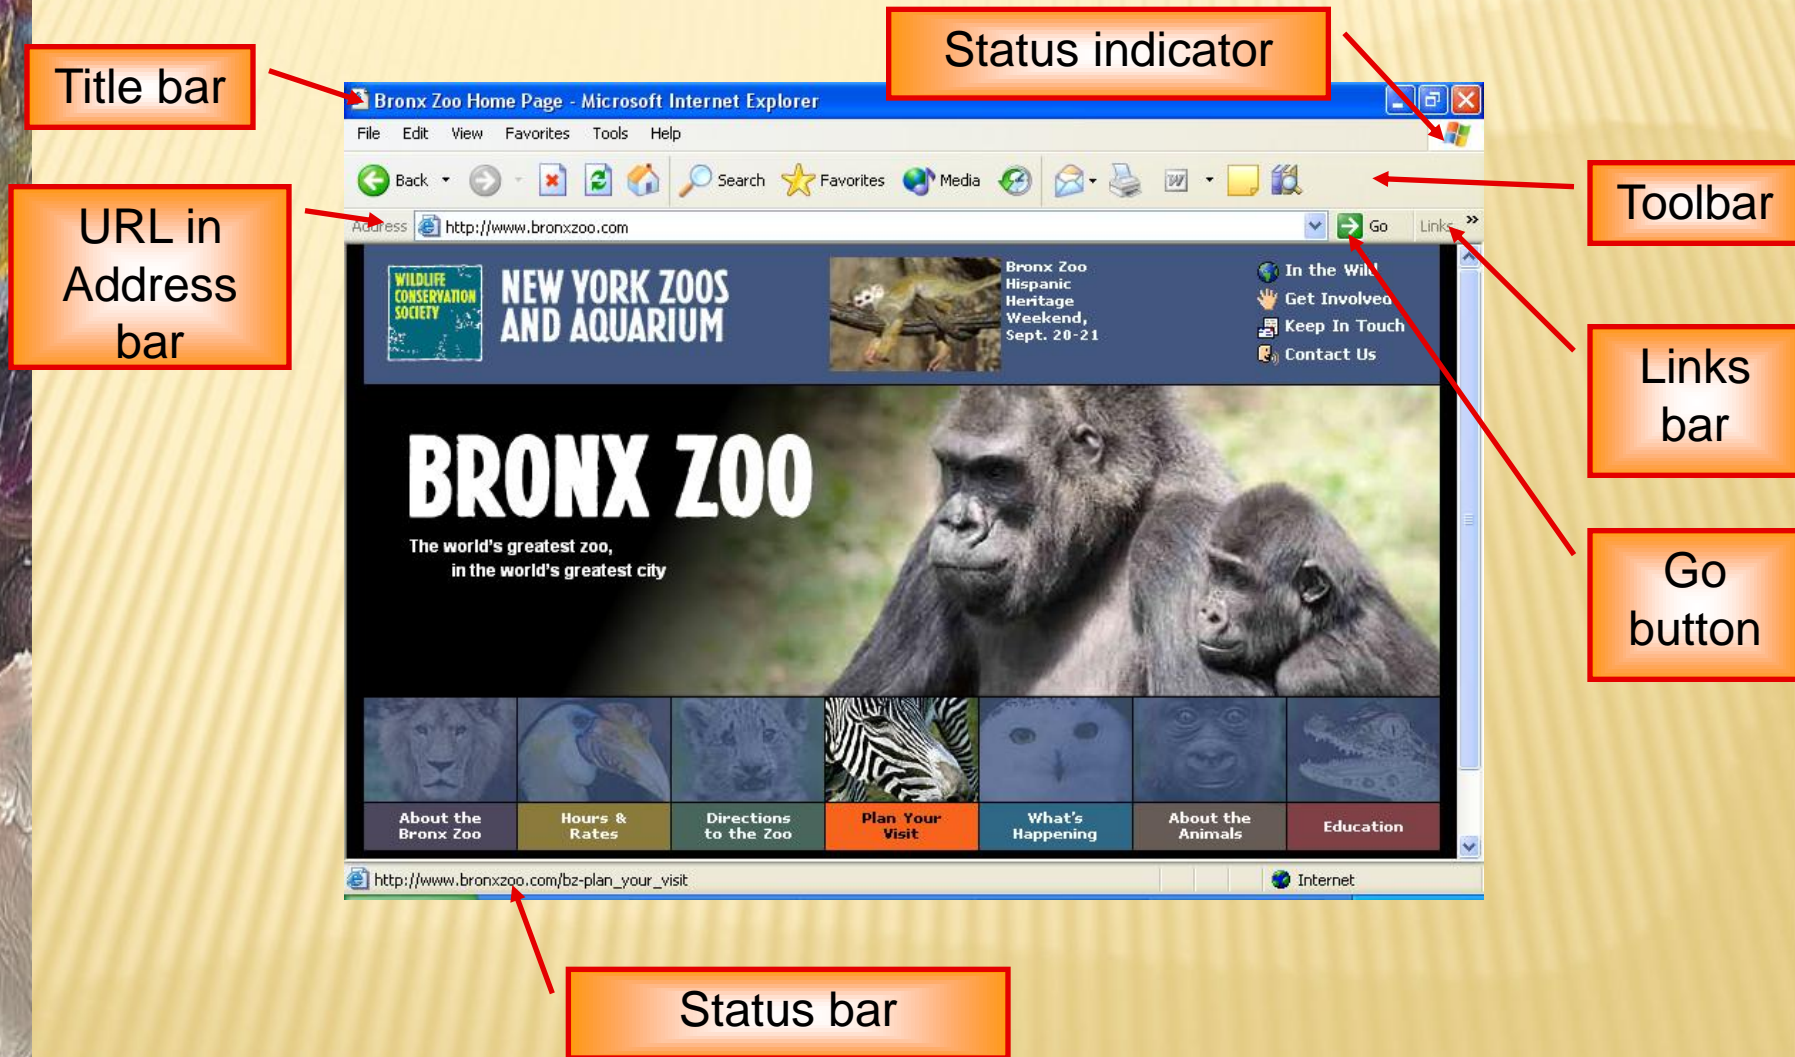 Status indicator
Title bar
Bronx Zoo Home Page - Microsoft Internet Explorer
File Edit View Favorites Tools Help
Back Search Favorites Media
Toolbar
URL in
Address
bar
Address http://www.bronxzoo.com Go Links »
WILDLIFE
CONSERVATION
SOCIETY
NEW YORK ZOOS
AND AQUARIUM
Bronx Zoo
Hispanic
Heritage
Weekend,
Sept. 20-21
In the Wild
Get Involved
Keep In Touch
Contact Us
Links
bar
BRONX ZOO
The world's greatest zoo,
in the world's greatest city
Go
button
About the
Bronx Zoo
Hours &
Rates
Directions
to the Zoo
Plan Your
Visit
What's
Happening
About the
Animals
Education
http://www.bronxzoo.com/bz-plan_your_visit
Internet
Status bar